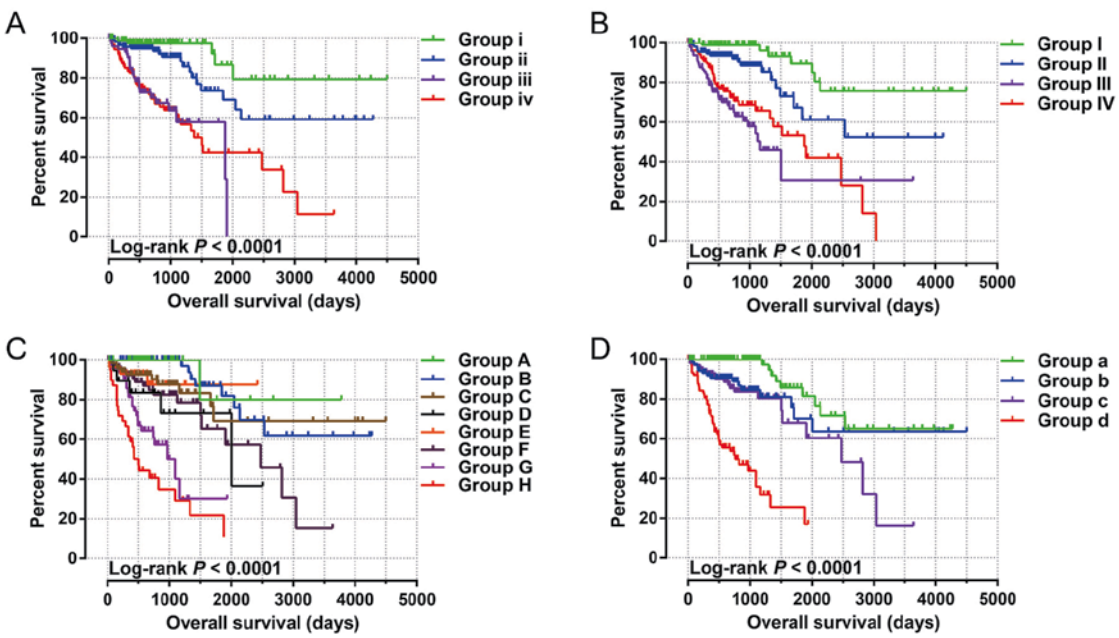 A
Percent survival
100
80
60
40
20
0
Log-rank P < 0.0001
0 1000 2000 3000 4000 5000
Overall survival (days)
Group i
Group ii
Group iii
Group iv
B
Percent survival
100
80
60
40
20
0
Log-rank P < 0.0001
0 1000 2000 3000 4000 5000
Overall survival (days)
Group I
Group II
Group III
Group IV
C
Percent survival
100
80
60
40
20
0
Log-rank P < 0.0001
0 1000 2000 3000 4000 5000
Overall survival (days)
Group A
Group B
Group C
Group D
Group E
Group F
Group G
Group H
D
Percent survival
100
80
60
40
20
0
Log-rank P < 0.0001
0 1000 2000 3000 4000 5000
Overall survival (days)
Group a
Group b
Group c
Group d